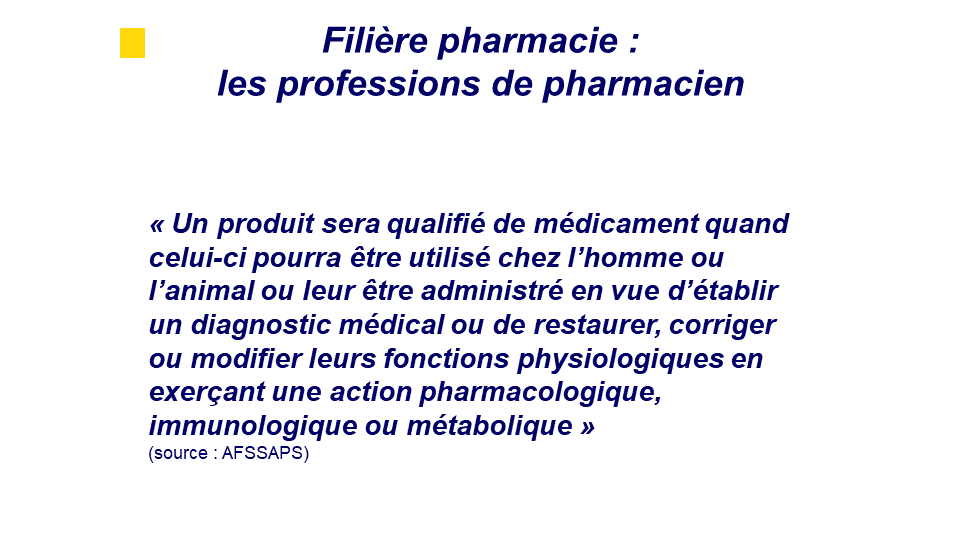 Filière pharmacie :
les professions de pharmacien
« Un produit sera qualifié de médicament quand
celui-ci pourra être utilisé chez l’homme ou
l’animal ou leur être administré en vue d’établir
un diagnostic médical ou de restaurer, corriger
ou modifier leurs fonctions physiologiques en
exerçant une action pharmacologique,
immunologique ou métabolique »
(source : AFSSAPS)